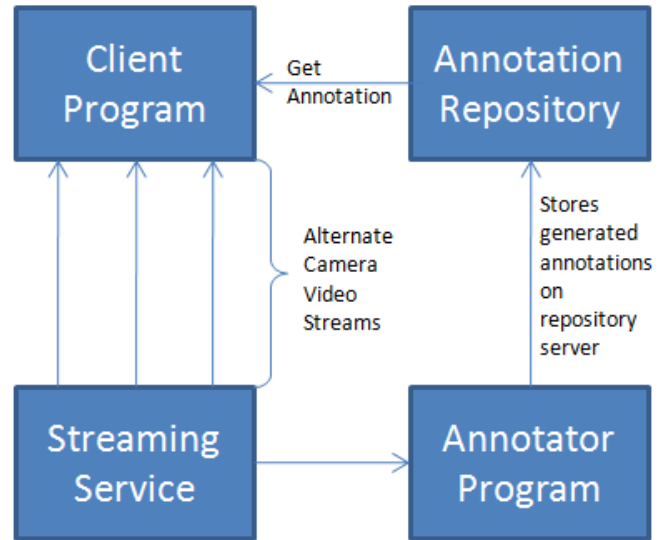 Client
Program
Get
Annotation
Annotation
Repository
Alternate
Camera
Video
Streams
Stores
generated
annotations
on
repository
server
Streaming
Service
Annotator
Program